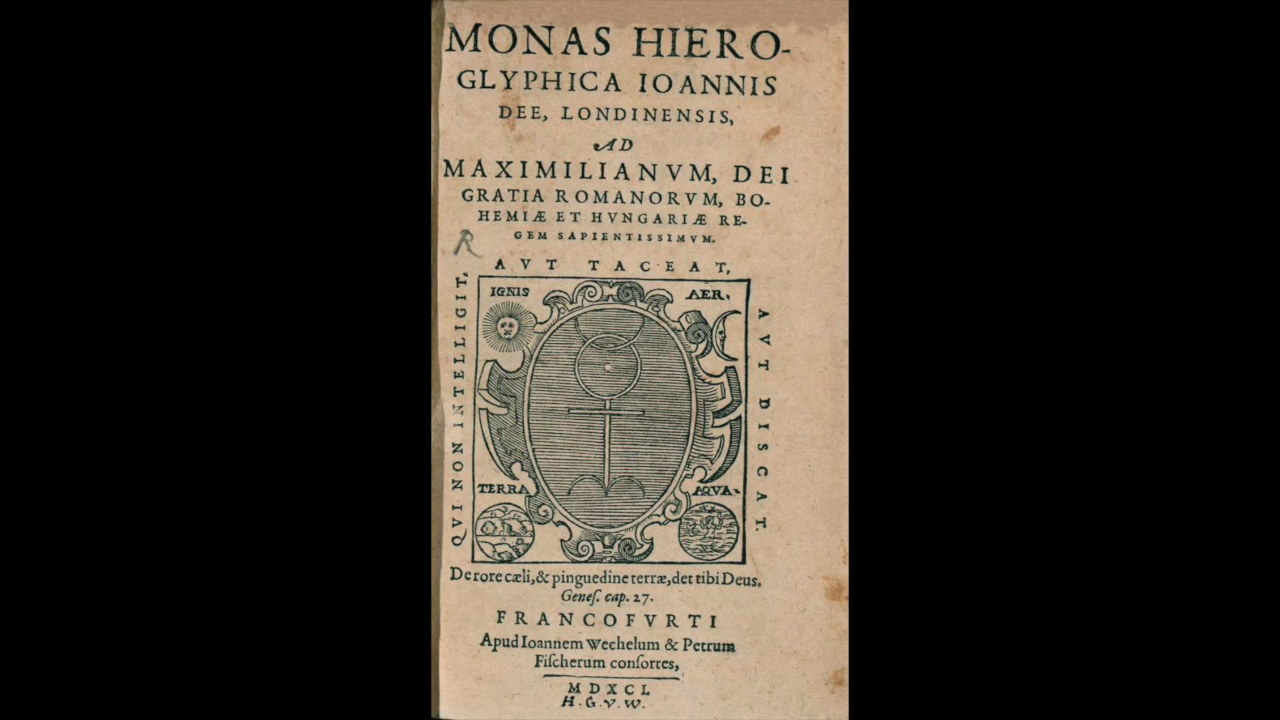 MONAS HIERO-
GLYPHICA IOANNIS
DEE, LONDINENSIS,
AD
MAXIMILIANVM, DEI
GRATIA ROMANORVM, BO-
HEMIÆ ET HVNGARIÆ RE-
GEM SAPIENTISSIMVM.
R
QVI NON INTELLIGIT,
AVT TACEAT,
AVT DISCAT.
IGNIS
AER.
TERRA
AQVA.
De rore cæli, & pinguedine terræ, det tibi Deus.
Geneſ. cap. 27.
FRANCOFVRTI
Apud Ioannem Wechelum & Petrum
Fiſcherum conſortes,
MDXCI
H.G.V.W.